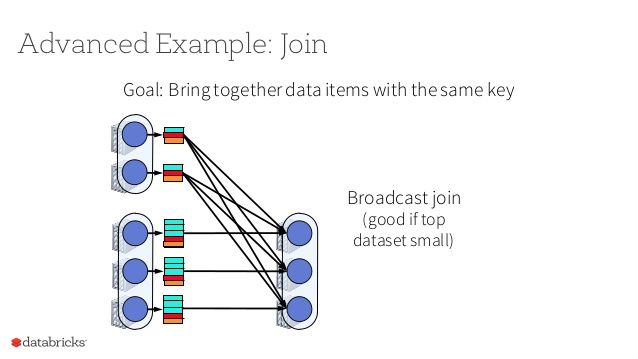 Advanced Example: Join
Goal: Bring together data items with the same key
Broadcast join
(good if top
dataset small)
databricks